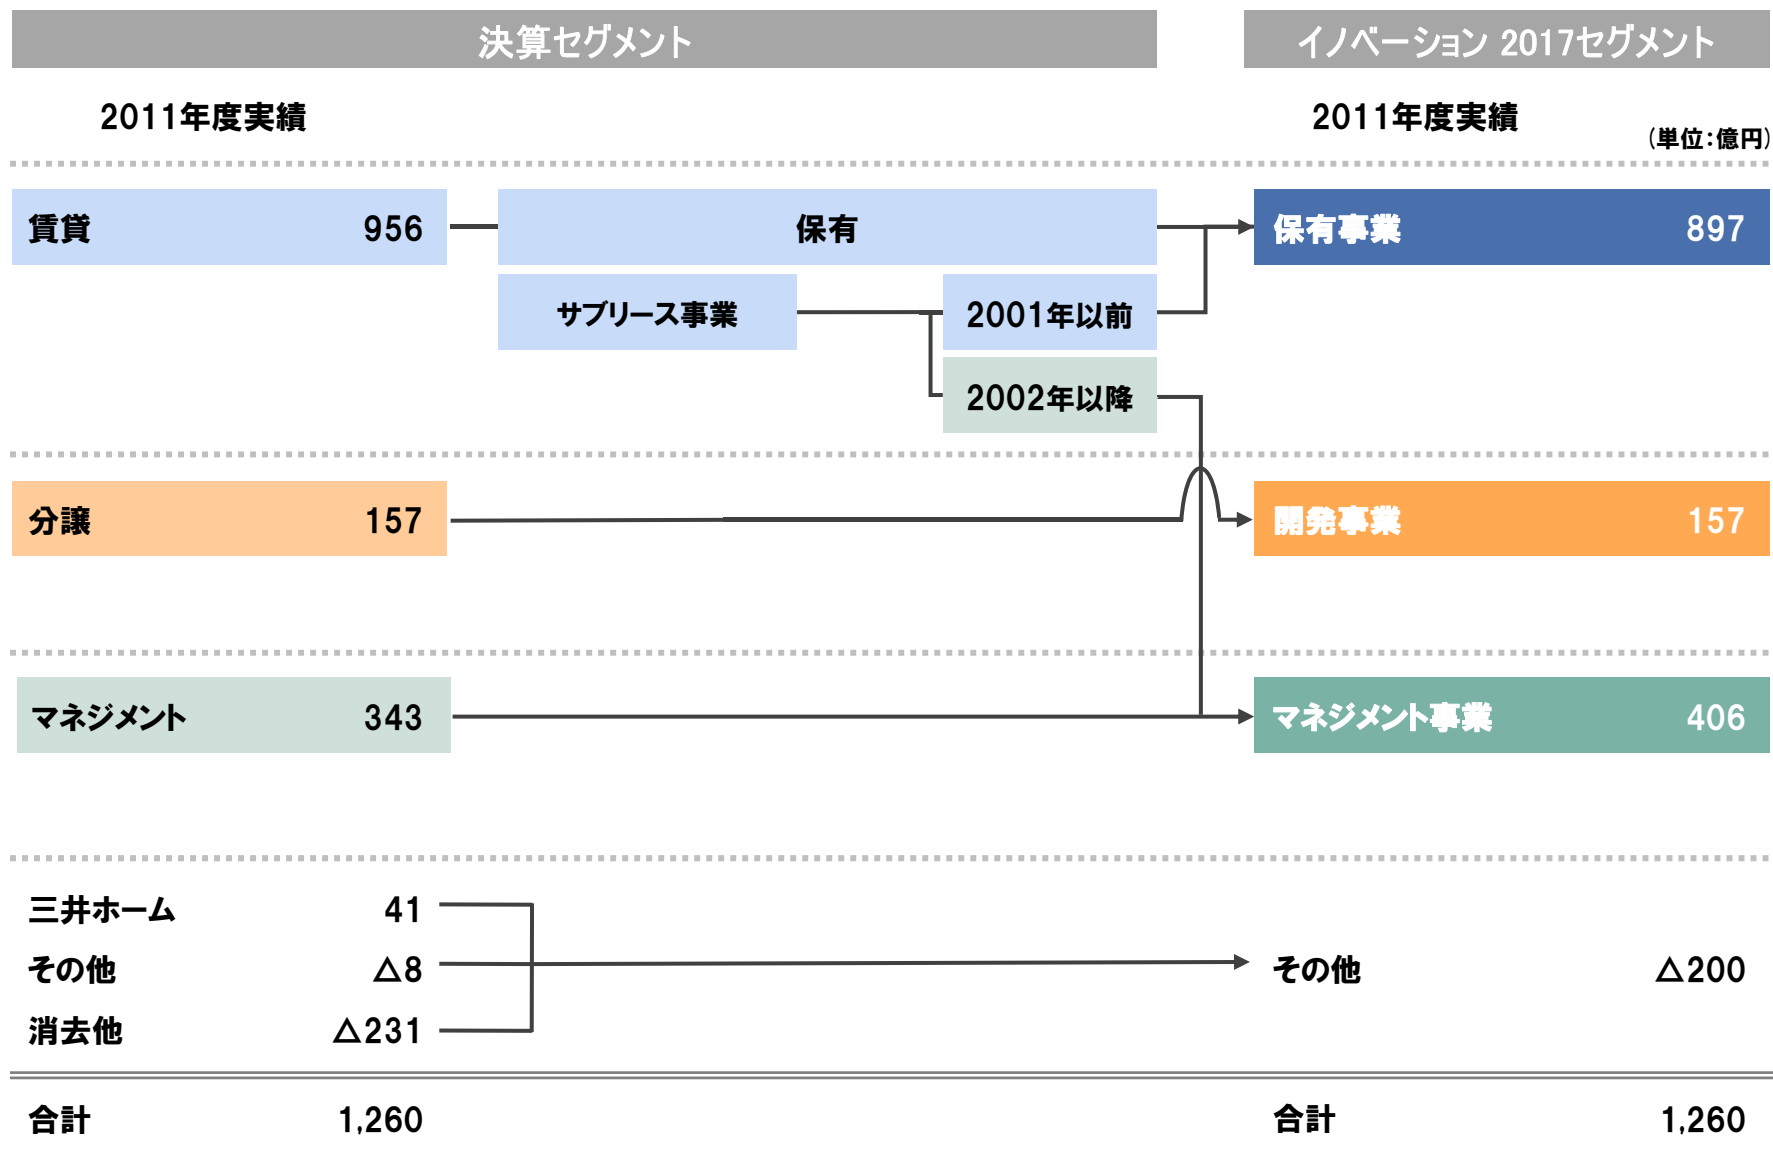 決算セグメント
イノベーション 2017セグメント
2011年度実績
2011年度実績
(単位:億円)
賃貸 956
保有
保有事業 897
サブリース事業
2001年以前
2002年以降
分譲 157
開発事業 157
マネジメント 343
マネジメント事業 406
三井ホーム 41
その他 △8
その他 △200
消去他 △231
合計 1,260
合計 1,260